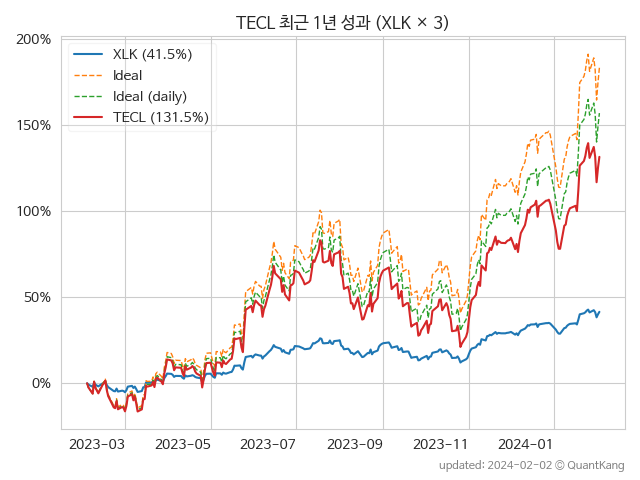 TECL 최근 1년 성과 (XLK × 3)
200%
150%
100%
50%
0%
XLK (41.5%)
Ideal
Ideal (daily)
TECL (131.5%)
2023−03
2023−05
2023−07
2023−09
2023−11
2024−01
updated: 2024-02-02 © QuantKang